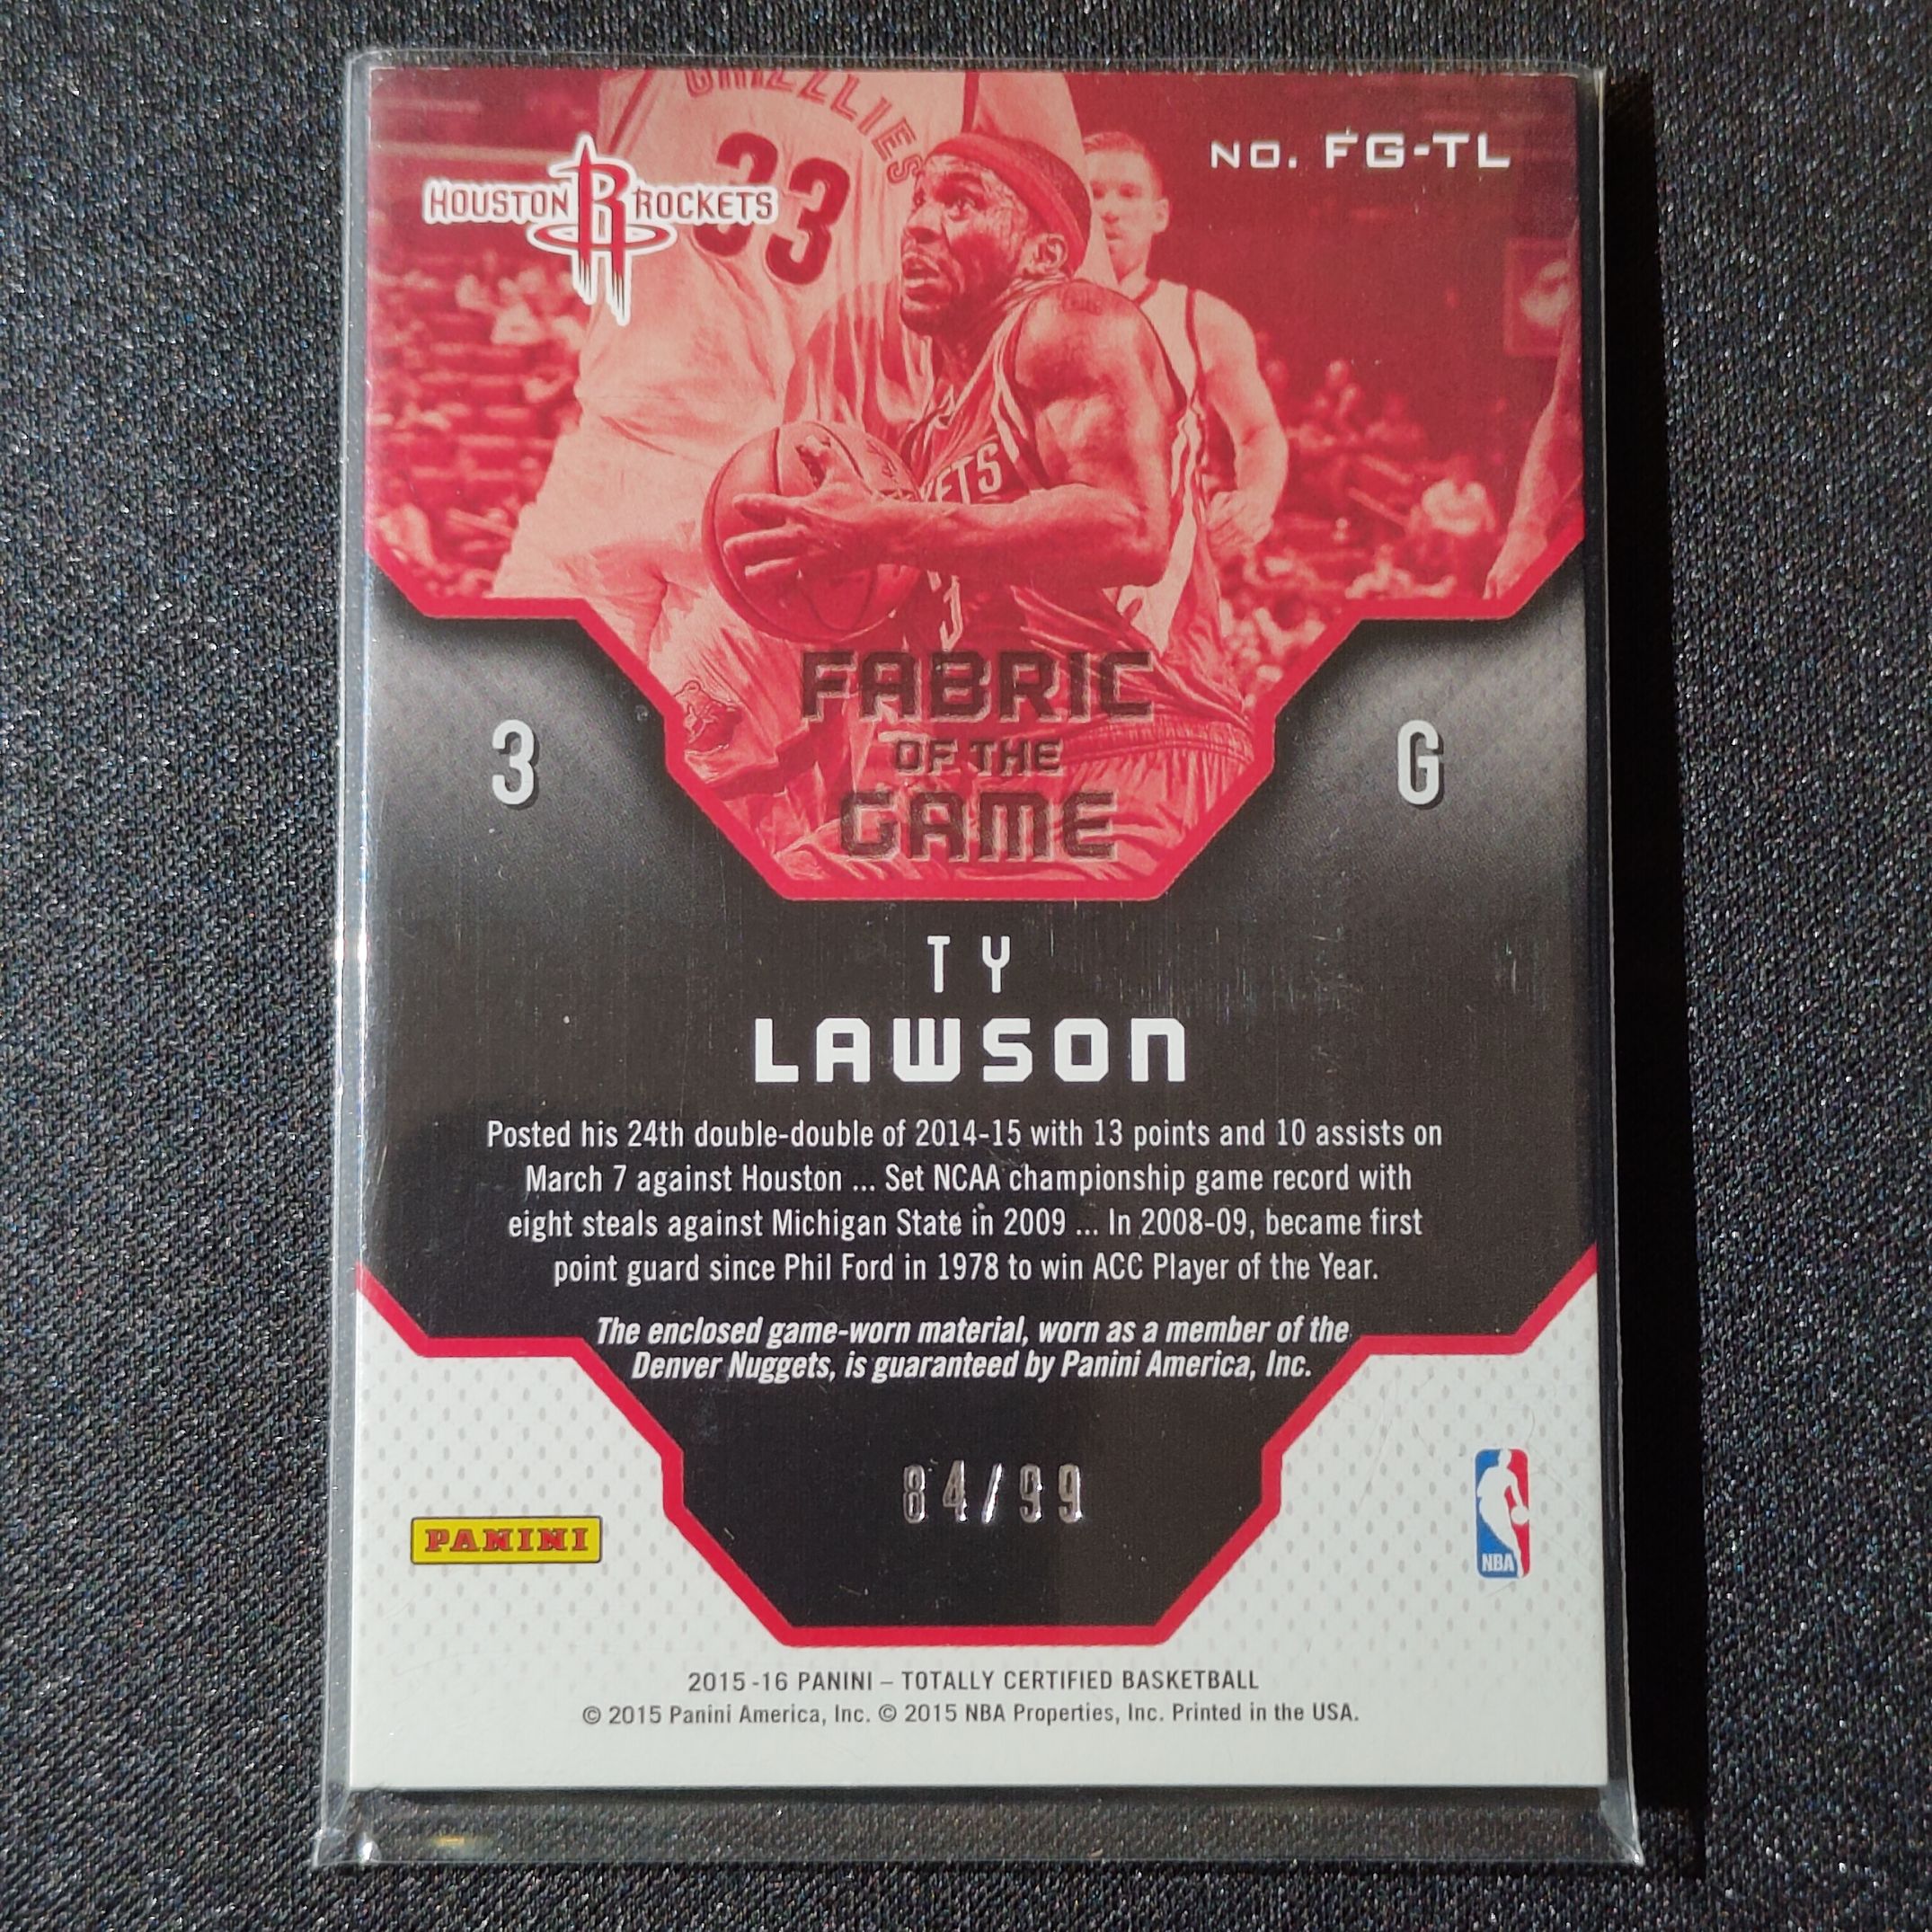 GRIZZLIES
33
HOUSTON R ROCKETS
NO. FG-TL
ETS
3
FABRIC
OF THE
GAME
3
G
TY
LAWSON
Posted his 24th double-double of 2014-15 with 13 points and 10 assists on
March 7 against Houston ... Set NCAA championship game record with
eight steals against Michigan State in 2009 ... In 2008-09, became first
point guard since Phil Ford in 1978 to win ACC Player of the Year.
The enclosed game-worn material, worn as a member of the
Denver Nuggets, is guaranteed by Panini America, Inc.
84/99
PANINI
NBA
2015-16 PANINI – TOTALLY CERTIFIED BASKETBALL
© 2015 Panini America, Inc. © 2015 NBA Properties, Inc. Printed in the USA.